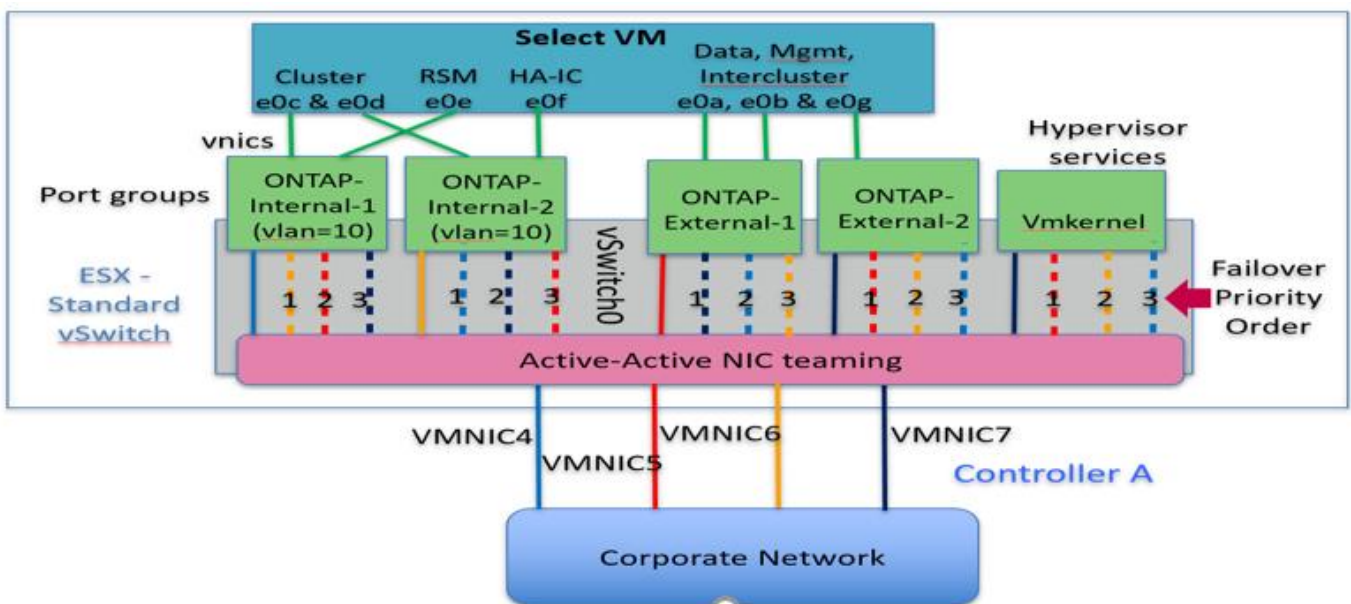 Select VM
Cluster
e0c & e0d
RSM
e0e
HA-IC
e0f
Data, Mgmt,
Intercluster
e0a, e0b & e0g
vnics
Hypervisor
services
Port groups
ONTAP-
Internal-1
(vlan=10)
ONTAP-
Internal-2
(vlan=10)
ONTAP-
External-1
ONTAP-
External-2
Vmkernel
ESX -
Standard
vSwitch
vSwitch0
1 2 3
1 2 3
1 2 3
1 2 3
1 2 3
Failover
Priority
Order
Active-Active NIC teaming
VMNIC4
VMNIC5
VMNIC6
VMNIC7
Controller A
Corporate Network